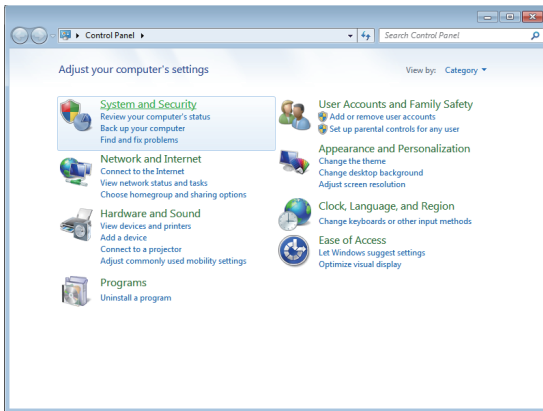 Control Panel
Search Control Panel
Adjust your computer's settings
View by: Category
System and Security
Review your computer's status
Back up your computer
Find and fix problems
Network and Internet
Connect to the Internet
View network status and tasks
Choose homegroup and sharing options
Hardware and Sound
View devices and printers
Add a device
Connect to a projector
Adjust commonly used mobility settings
Programs
Uninstall a program
User Accounts and Family Safety
Add or remove user accounts
Set up parental controls for any user
Appearance and Personalization
Change the theme
Change desktop background
Adjust screen resolution
Clock, Language, and Region
Change keyboards or other input methods
Ease of Access
Let Windows suggest settings
Optimize visual display